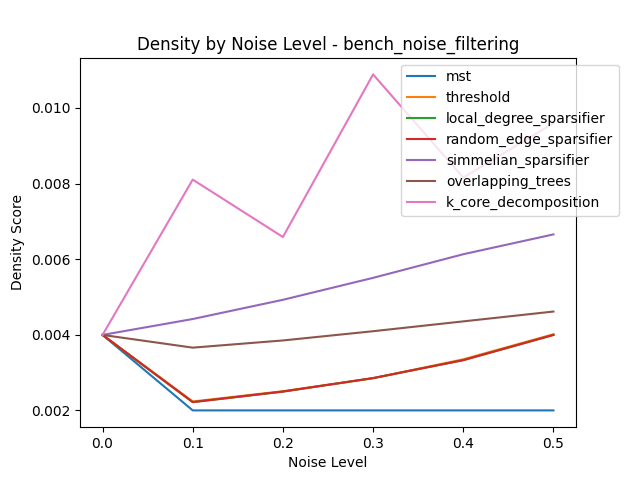 Density by Noise Level - bench_noise_filtering
mst
threshold
local_degree_sparsifier
random_edge_sparsifier
simmelian_sparsifier
overlapping_trees
k_core_decomposition
Density Score
0.010
0.008
0.006
0.004
0.002
0.0
0.1
0.2
0.3
0.4
0.5
Noise Level